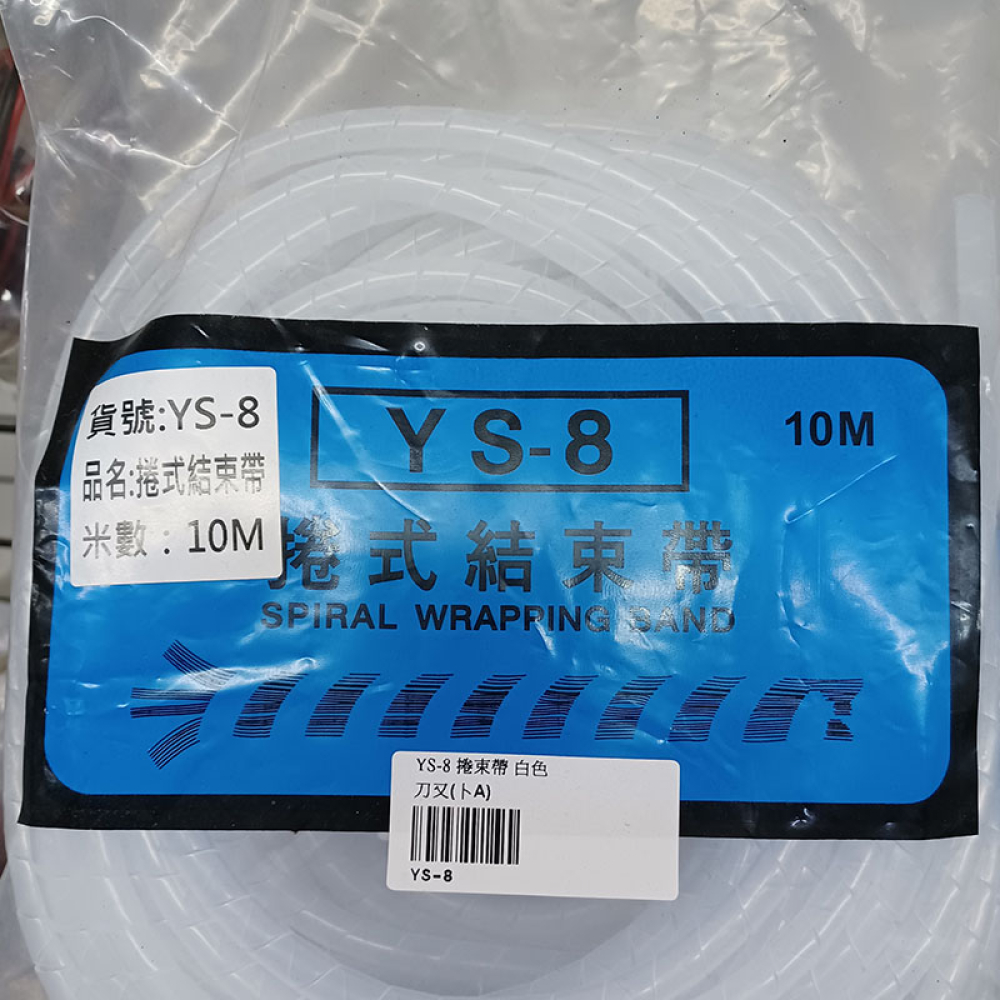 YS-8
10M
捲式結束帶
SPIRAL WRAPPING BAND
貨號:YS-8
品名:捲式結束帶
米數：10M
YS-8 捲束帶 白色
刀叉(卜A)
YS-8